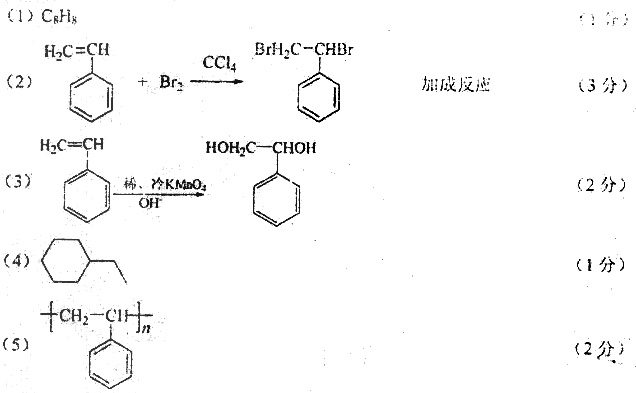 (1) C₈H₈ (1分)
H₂C=CH BrH₂C-CHBr
(2) + Br₂ CCl₄ 加成反应 (3分)
H₂C=CH HOH₂C-CHOH
(3) 稀、冷KMnO₄ (2分)
OH⁻
(4) (1分)
[CH₂-CH]n
(5) (2分)